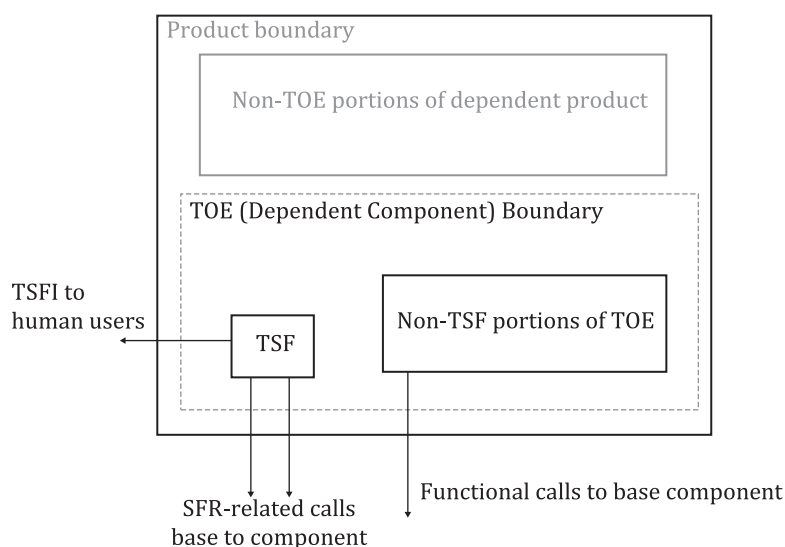 Product boundary
Non-TOE portions of dependent product
TOE (Dependent Component) Boundary
TSFI to
human users
TSF
Non-TSF portions of TOE
SFR-related calls
base to component
Functional calls to base component